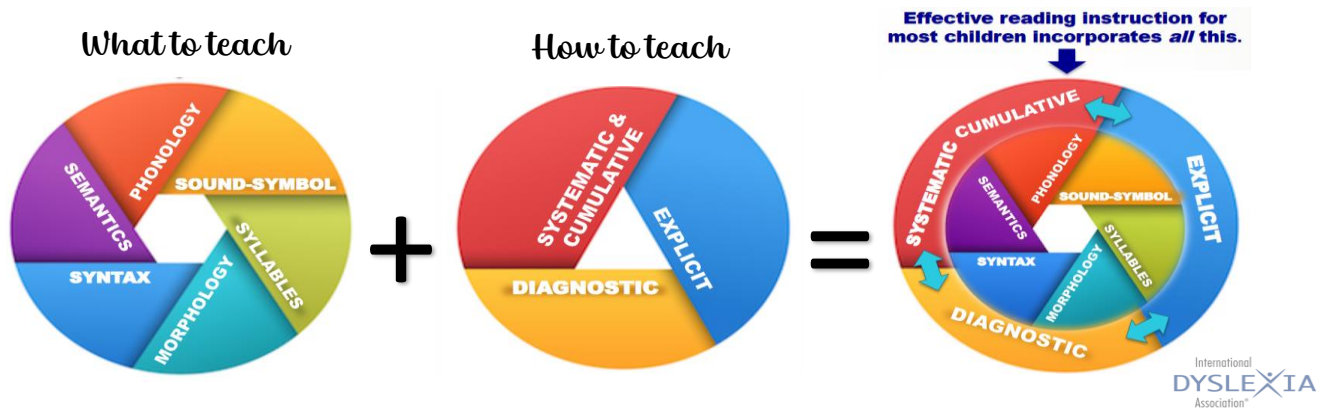 What to teach
PHONOLOGY
SOUND-SYMBOL
SYLLABLES
MORPHOLOGY
SYNTAX
SEMANTICS
+
How to teach
SYSTEMATIC &
CUMULATIVE
EXPLICIT
DIAGNOSTIC
=
Effective reading instruction for
most children incorporates all this.
SYSTEMATIC CUMULATIVE
EXPLICIT
DIAGNOSTIC
PHONOLOGY
SOUND-SYMBOL
SYLLABLES
MORPHOLOGY
SYNTAX
SEMANTICS
International
DYSLEXIA
Association®